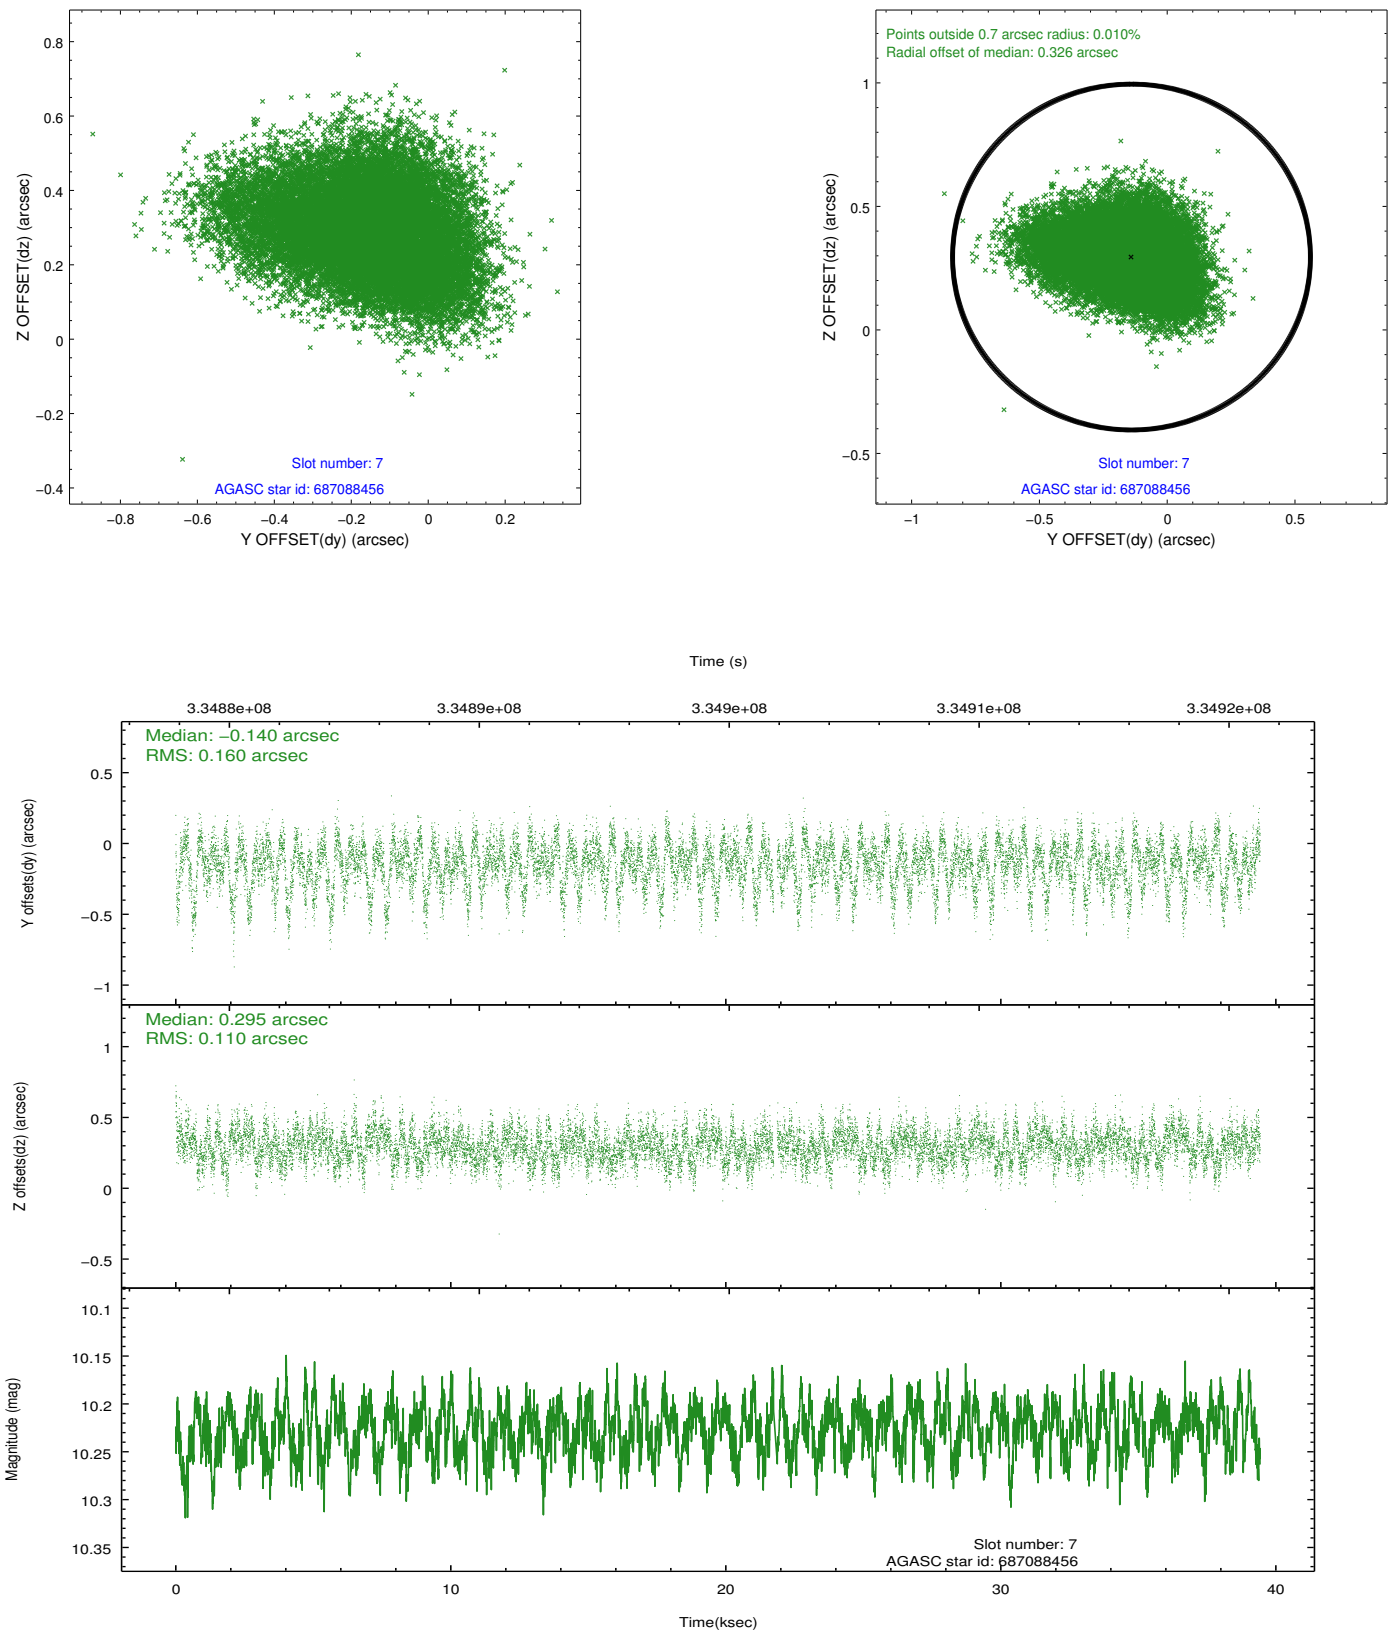 0.8
0.6
0.4
0.2
0
−0.2
−0.4
Z OFFSET(dz) (arcsec)
Slot number: 7
AGASC star id: 687088456
−0.8 −0.6 −0.4 −0.2 0 0.2
Y OFFSET(dy) (arcsec)
Points outside 0.7 arcsec radius: 0.010%
Radial offset of median: 0.326 arcsec
1
0.5
0
−0.5
Z OFFSET(dz) (arcsec)
Slot number: 7
AGASC star id: 687088456
−1 −0.5 0 0.5
Y OFFSET(dy) (arcsec)
Time (s)
3.3488e+08 3.3489e+08 3.349e+08 3.3491e+08 3.3492e+08
Median: −0.140 arcsec
RMS: 0.160 arcsec
0.5
0
−0.5
−1
Y offsets(dy) (arcsec)
Median: 0.295 arcsec
RMS: 0.110 arcsec
1
0.5
0
−0.5
Z offsets(dz) (arcsec)
10.1
10.15
10.2
10.25
10.3
10.35
Magnitude (mag)
Slot number: 7
AGASC star id: 687088456
0 10 20 30 40
Time(ksec)